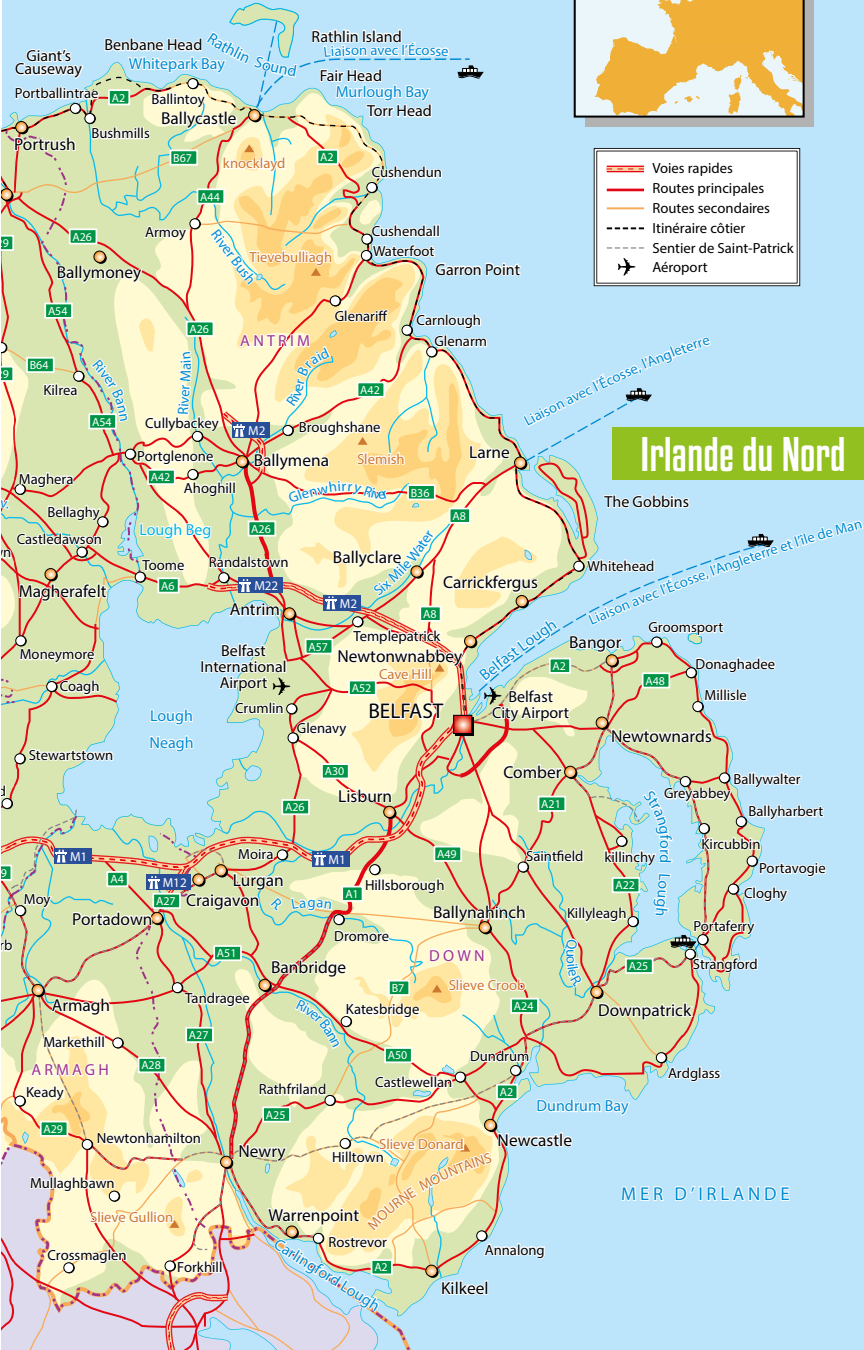 Benbane Head
Rathlin Island
Rathlin Sound
Liaison avec l'Écosse
Giant's
Causeway
Whitepark Bay
Fair Head
Murlough Bay
Torr Head
Portballintrae
A2
Ballintoy
Ballycastle
Bushmills
Portrush
B67
knocklayd
A2
Cushendun
A44
Voies rapides
Routes principales
Routes secondaires
Itinéraire côtier
Sentier de Saint-Patrick
Aéroport
29
A26
Armoy
River Bush
Cushendall
Waterfoot
Tievebulliagh
Garron Point
Ballymoney
A54
Glenariff
A26
ANTRIM
Carnlough
Glenarm
B64
29
Kilrea
River Bann
River Main
River Braid
A42
Liaison avec l'Écosse, l'Angleterre
A54
Cullybackey
M2
Broughshane
Irlande du Nord
Portglenone
Ballymena
Slemish
Larne
Maghera
A42
Ahoghill
Glenwhirry Rive
B36
The Gobbins
y.
Bellaghy
Lough Beg
A26
A8
Castledawson
wn
Ballyclare
Six Mile Water
Liaison avec l'Écosse, l'Angleterre et l'île de Man
Toome
Randalstown
Whitehead
Magherafelt
A6
M22
M2
Carrickfergus
Antrim
A8
Templepatrick
Moneymore
A57
Newtonwnabbey
Belfast Lough
Groomsport
Bangor
Belfast
International
Airport
Cave Hill
A2
Donaghadee
Coagh
A52
A48
Belfast
City Airport
Millisle
Crumlin
BELFAST
Lough
Neagh
Glenavy
Newtownards
Stewartstown
A30
Comber
Ballywalter
d
Lisburn
Greyabbey
A26
A21
Strangford Lough
Ballyharbert
Kircubbin
M1
Moira
M1
A49
Saintfield
killinchy
Portavogie
29
A4
M12
Lurgan
Hillsborough
A22
Cloghy
Moy
A27
Craigavon
A1
R. Lagan
Portadown
Ballynahinch
Killyleagh
Dromore
Portaferry
rb
A51
DOWN
Quoile R.
A25
Strangford
Banbridge
B7
Slieve Croob
Armagh
Tandragee
River Bann
Katesbridge
A24
Downpatrick
Markethill
A27
A50
Dundrum
ARMAGH
A28
Castlewellan
Ardglass
Keady
Rathfriland
A2
Dundrum Bay
A25
A29
Newtonhamilton
Newcastle
Newry
Hilltown
Slieve Donard
Mullaghbawn
MOURNE MOUNTAINS
MER D'IRLANDE
Slieve Gullion
Warrenpoint
Rostrevor
Annalong
Crossmaglen
Forkhill
Carlingford Lough
A2
Kilkeel